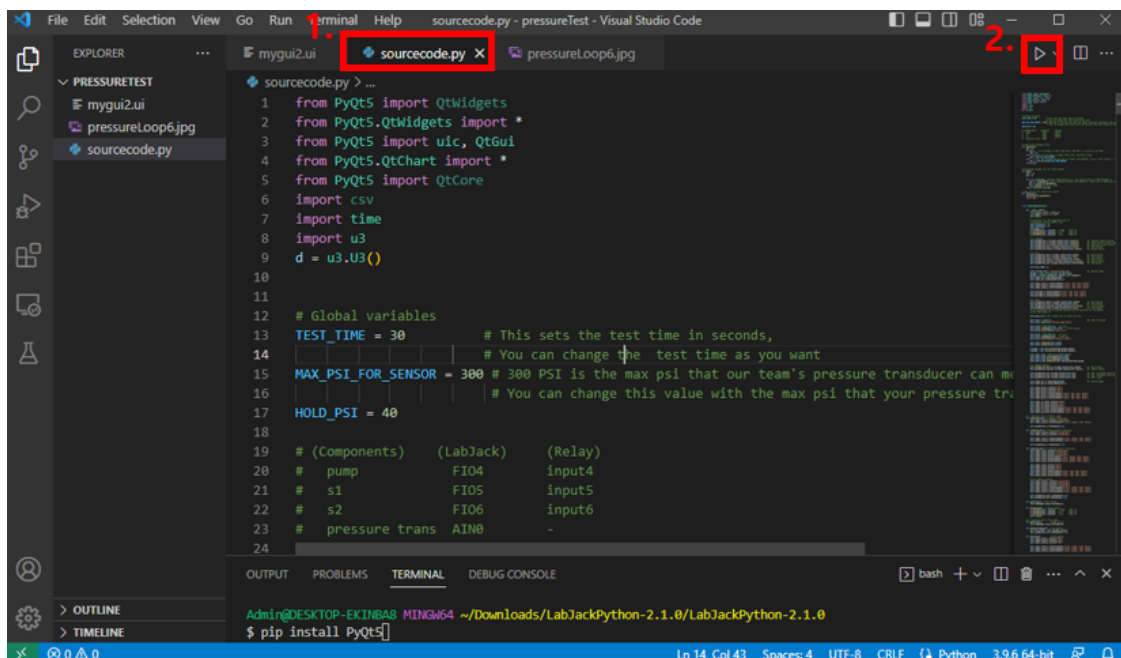 File Edit Selection View Go Run Terminal Help sourcecode.py - pressureTest - Visual Studio Code
1.
2.
EXPLORER
mygui2.ui
sourcecode.py
pressureLoop6.jpg
PRESSURETEST
mygui2.ui
pressureLoop6.jpg
sourcecode.py
sourcecode.py > ...
1 from PyQt5 import QtWidgets
2 from PyQt5.QtWidgets import *
3 from PyQt5 import uic, QtGui
4 from PyQt5.QtChart import *
5 from PyQt5 import QtCore
6 import csv
7 import time
8 import u3
9 d = u3.U3()
10
11
12 # Global variables
13 TEST_TIME = 30 # This sets the test time in seconds,
14 # You can change the test time as you want
15 MAX_PSI_FOR_SENSOR = 300 # 300 PSI is the max psi that our team's pressure transducer can me
16 # You can change this value with the max psi that your pressure tra
17 HOLD_PSI = 40
18
19 # (Components) (LabJack) (Relay)
20 # pump FIO4 input4
21 # s1 FIO5 input5
22 # s2 FIO6 input6
23 # pressure trans AIN0 -
24
OUTPUT PROBLEMS TERMINAL DEBUG CONSOLE
bash
Admin@DESKTOP-EKINBA8 MINGW64 ~/Downloads/LabJackPython-2.1.0/LabJackPython-2.1.0
$ pip install PyQt5
OUTLINE
TIMELINE
0 0 Ln 14, Col 43 Spaces: 4 UTF-8 CRLF Python 3.9.6 64-bit